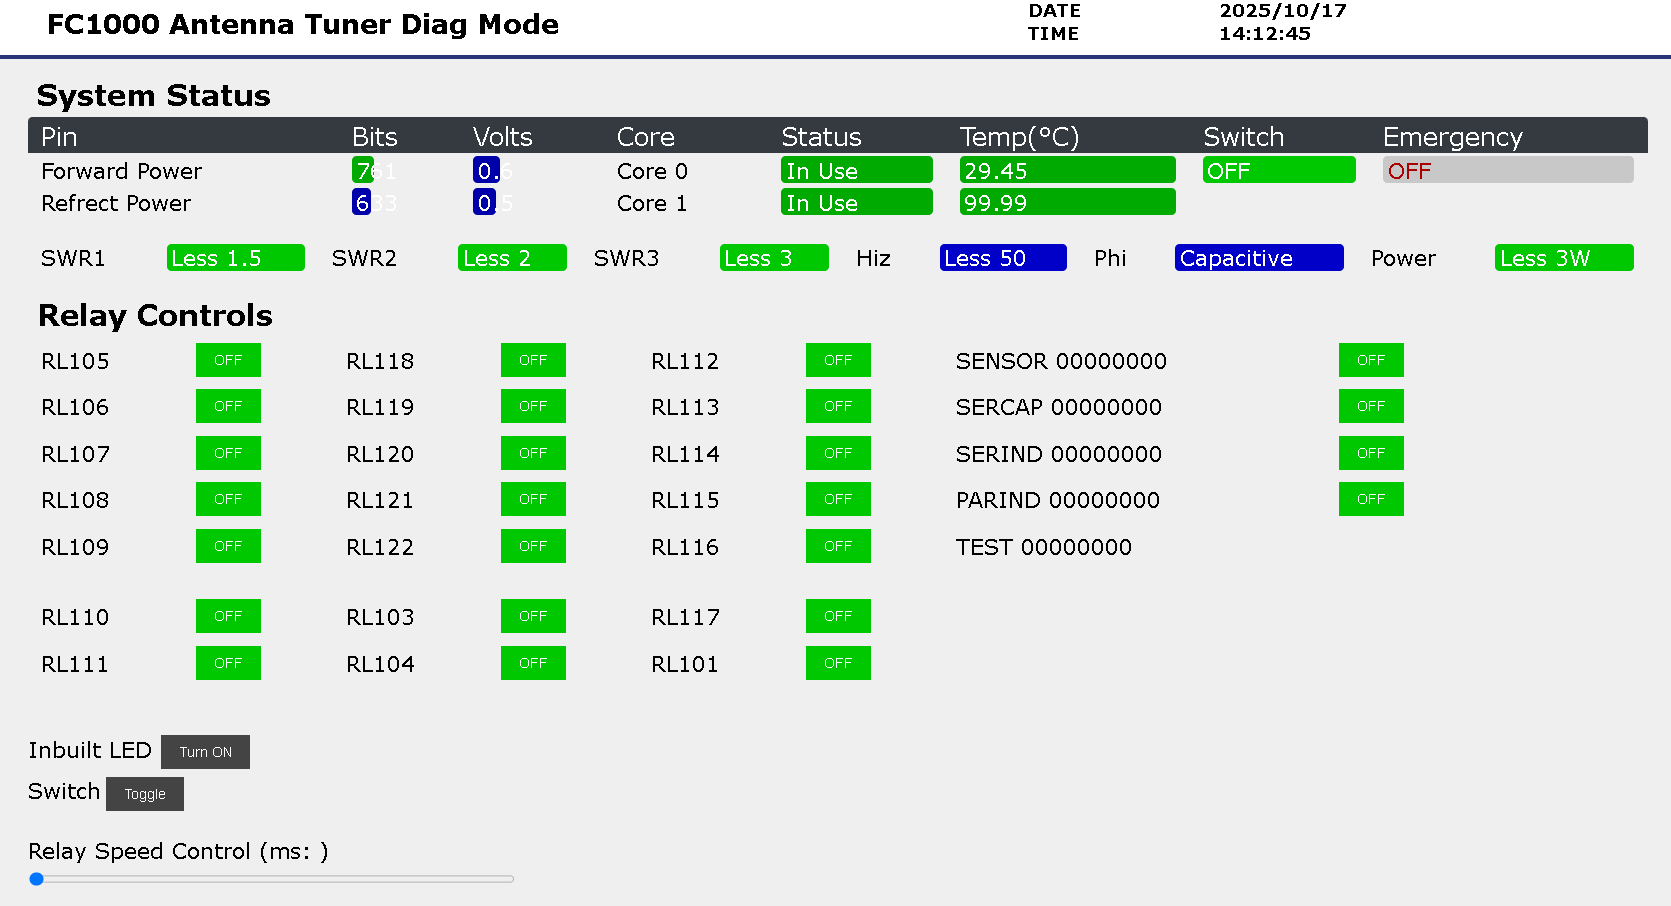 FC1000 Antenna Tuner Diag Mode
DATE 2025/10/17
TIME 14:12:45
System Status
Pin Bits Volts Core Status Temp(°C) Switch Emergency
Forward Power 761 0.6 Core 0 In Use 29.45 OFF OFF
Refrect Power 683 0.5 Core 1 In Use 99.99
SWR1 Less 1.5 SWR2 Less 2 SWR3 Less 3 Hiz Less 50 Phi Capacitive Power Less 3W
Relay Controls
RL105 OFF RL118 OFF RL112 OFF SENSOR 00000000 OFF
RL106 OFF RL119 OFF RL113 OFF SERCAP 00000000 OFF
RL107 OFF RL120 OFF RL114 OFF SERIND 00000000 OFF
RL108 OFF RL121 OFF RL115 OFF PARIND 00000000 OFF
RL109 OFF RL122 OFF RL116 OFF TEST 00000000
RL110 OFF RL103 OFF RL117 OFF
RL111 OFF RL104 OFF RL101 OFF
Inbuilt LED Turn ON
Switch Toggle
Relay Speed Control (ms: )